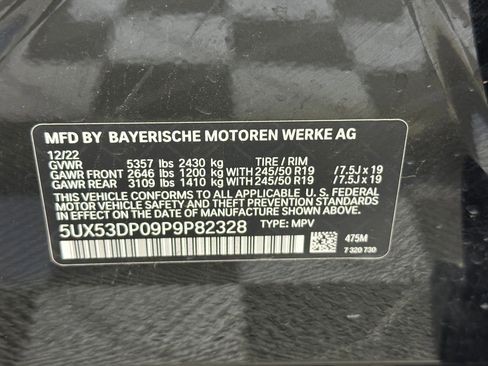 MFD BY BAYERISCHE MOTOREN WERKE AG
12/22
GVWR 5357 lbs 2430 kg TIRE / RIM
GAWR FRONT 2646 lbs 1200 kg WITH 245/50 R19 / 7.5J x 19
GAWR REAR 3109 lbs 1410 kg WITH 245/50 R19 / 7.5J x 19
THIS VEHICLE CONFORMS TO ALL APPLICABLE U. S. FEDERAL
MOTOR VEHICLE SAFETY AND THEFT PREVENTION STANDARDS
IN EFFECT ON THE DATE OF MANUFACTURE SHOWN ABOVE.
5UX53DP09P9P82328 TYPE: MPV
475M
7 320 730